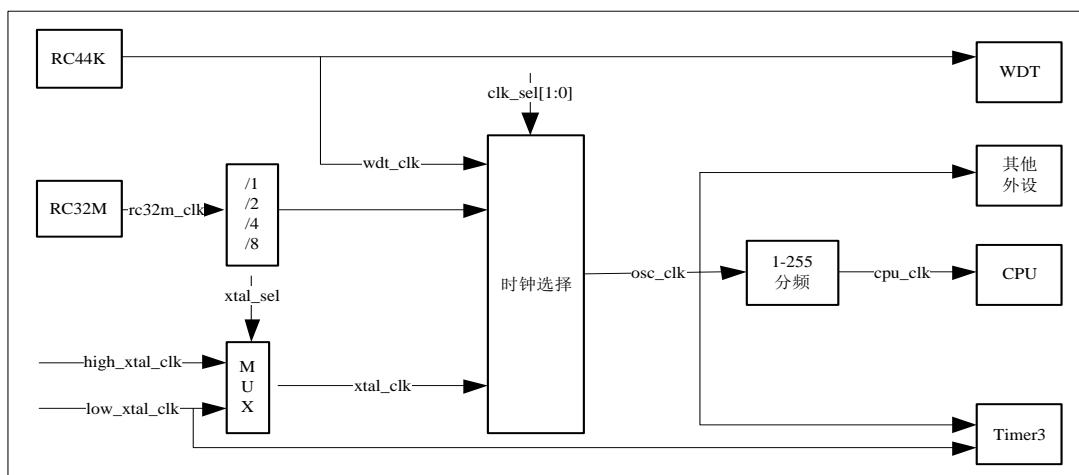 RC44K
WDT
clk_sel[1:0]
wdt_clk
其他
外设
RC32M
rc32m_clk
/1
/2
/4
/8
时钟选择
osc_clk
1-255
分频
cpu_clk
CPU
xtal_sel
high_xtal_clk
M
U
X
xtal_clk
low_xtal_clk
Timer3